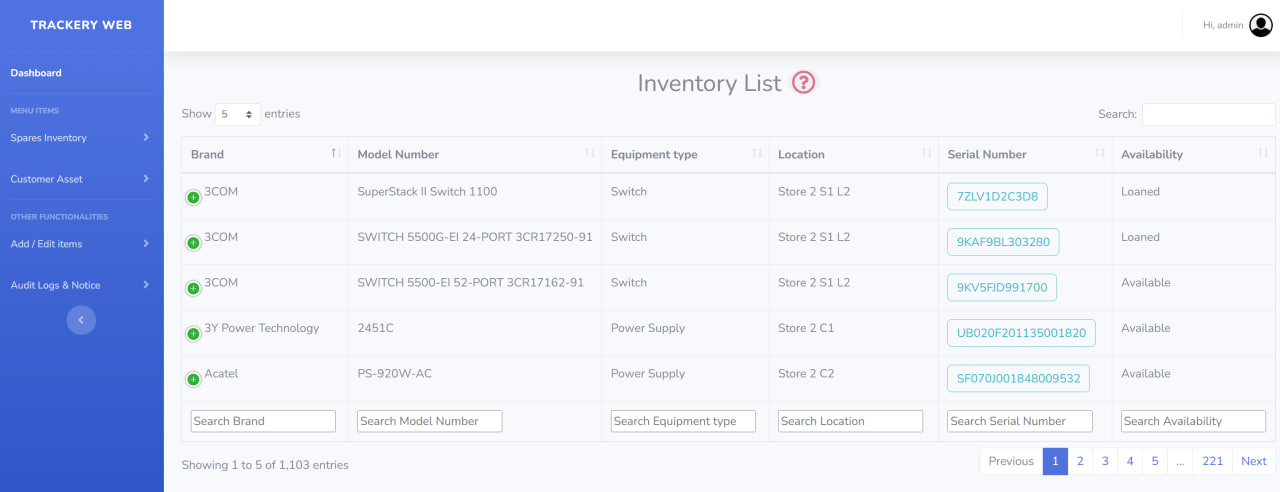 TRACKERY WEB
Hi, admin
Dashboard
MENU ITEMS
Spares Inventory
Customer Asset
OTHER FUNCTIONALITIES
Add / Edit items
Audit Logs & Notice
Inventory List ?
Show 5 entries Search:
Brand Model Number Equipment type Location Serial Number Availability
3COM SuperStack II Switch 1100 Switch Store 2 S1 L2 7ZLV1D2C3D8 Loaned
3COM SWITCH 5500G-EI 24-PORT 3CR17250-91 Switch Store 2 S1 L2 9KAF9BL303280 Loaned
3COM SWITCH 5500-EI 52-PORT 3CR17162-91 Switch Store 2 S1 L2 9KV5FJD991700 Available
3Y Power Technology 2451C Power Supply Store 2 C1 UB020F201135001820 Available
Acatel PS-920W-AC Power Supply Store 2 C2 SF070J001848009532 Available
Search Brand Search Model Number Search Equipment type Search Location Search Serial Number Search Availability
Showing 1 to 5 of 1,103 entries
Previous 1 2 3 4 5 ... 221 Next